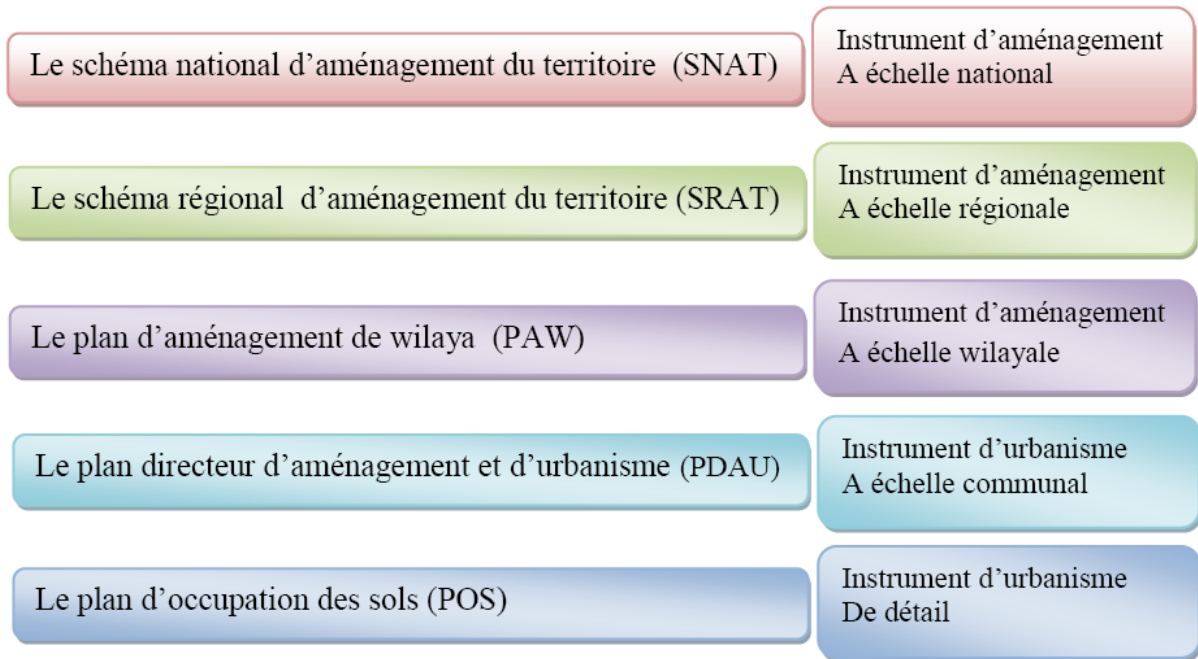 Le schéma national d’aménagement du territoire (SNAT)
Instrument d’aménagement
A échelle national
Le schéma régional d’aménagement du territoire (SRAT)
Instrument d’aménagement
A échelle régionale
Le plan d’aménagement de wilaya (PAW)
Instrument d’aménagement
A échelle wilayale
Le plan directeur d’aménagement et d’urbanisme (PDAU)
Instrument d’urbanisme
A échelle communal
Le plan d’occupation des sols (POS)
Instrument d’urbanisme
De détail